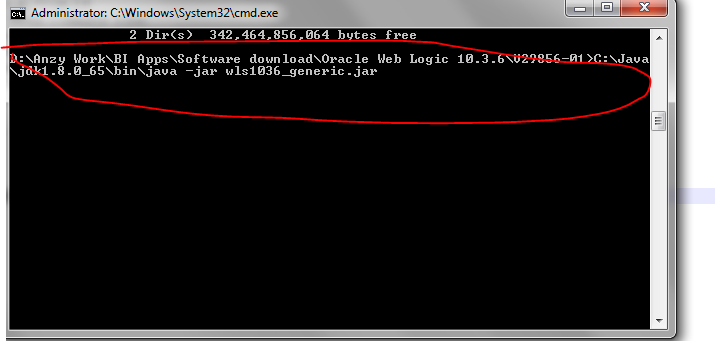 Administrator: C:\Windows\System32\cmd.exe
2 Dir(s)  342,464,856,064 bytes free
D:\Anzy Work\BI Apps\Software download\Oracle Web Logic 10.3.6\V29856-01>C:\Java
\jdk1.8.0_65\bin\java -jar wls1036_generic.jar